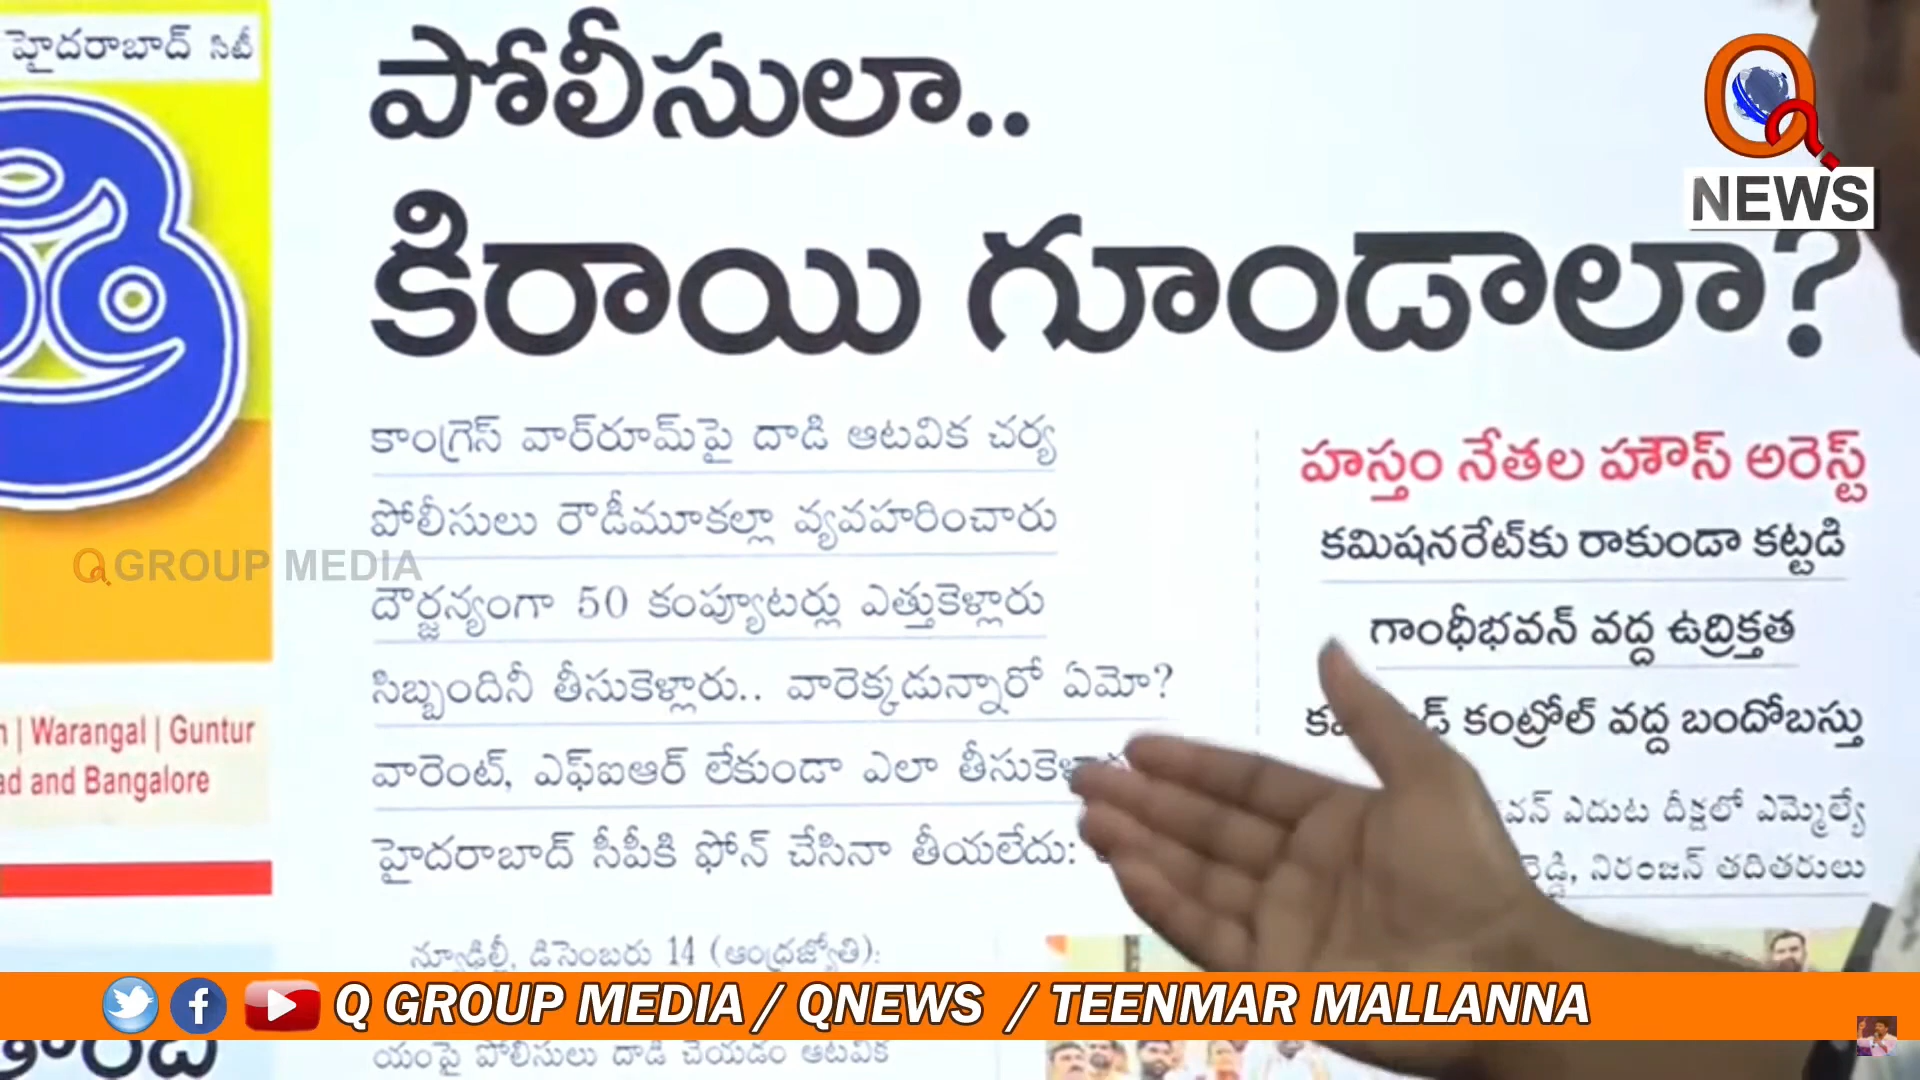 హైదరాబాద్ సిటీ
పోలీసులా..
కిరాయి గూండాలా?
NEWS
కాంగ్రెస్ వార్‌రూమ్‌పై దాడి ఆటవిక చర్య
పోలీసులు రౌడీమూకల్లా వ్యవహరించారు
దౌర్జన్యంగా 50 కంప్యూటర్లు ఎత్తుకెళ్లారు
సిబ్బందినీ తీసుకెళ్లారు.. వారెక్కడున్నారో ఏమో?
వారెంట్, ఎఫ్ఐఆర్ లేకుండా ఎలా
హైదరాబాద్ సీపీకి ఫోన్ చేసినా తీయలేదు:
హస్తం నేతల హౌస్ అరెస్ట్
కమిషనరేట్‌కు రాకుండా కట్టడి
గాంధీభవన్ వద్ద ఉద్రిక్తత
కంట్రోల్ వద్ద బందోబస్తు
ఎదుట దీక్షలో ఎమ్మెల్యే
నిరంజన్ తదితరులు
Q GROUP MEDIA
| Warangal | Guntur
and Bangalore
న్యూఢిల్లీ, డిసెంబరు 14 (ఆంధ్రజ్యోతి):
Q GROUP MEDIA / QNEWS / TEENMAR MALLANNA
యంపై పోలీసులు దాడి చేయడం ఆటవిక